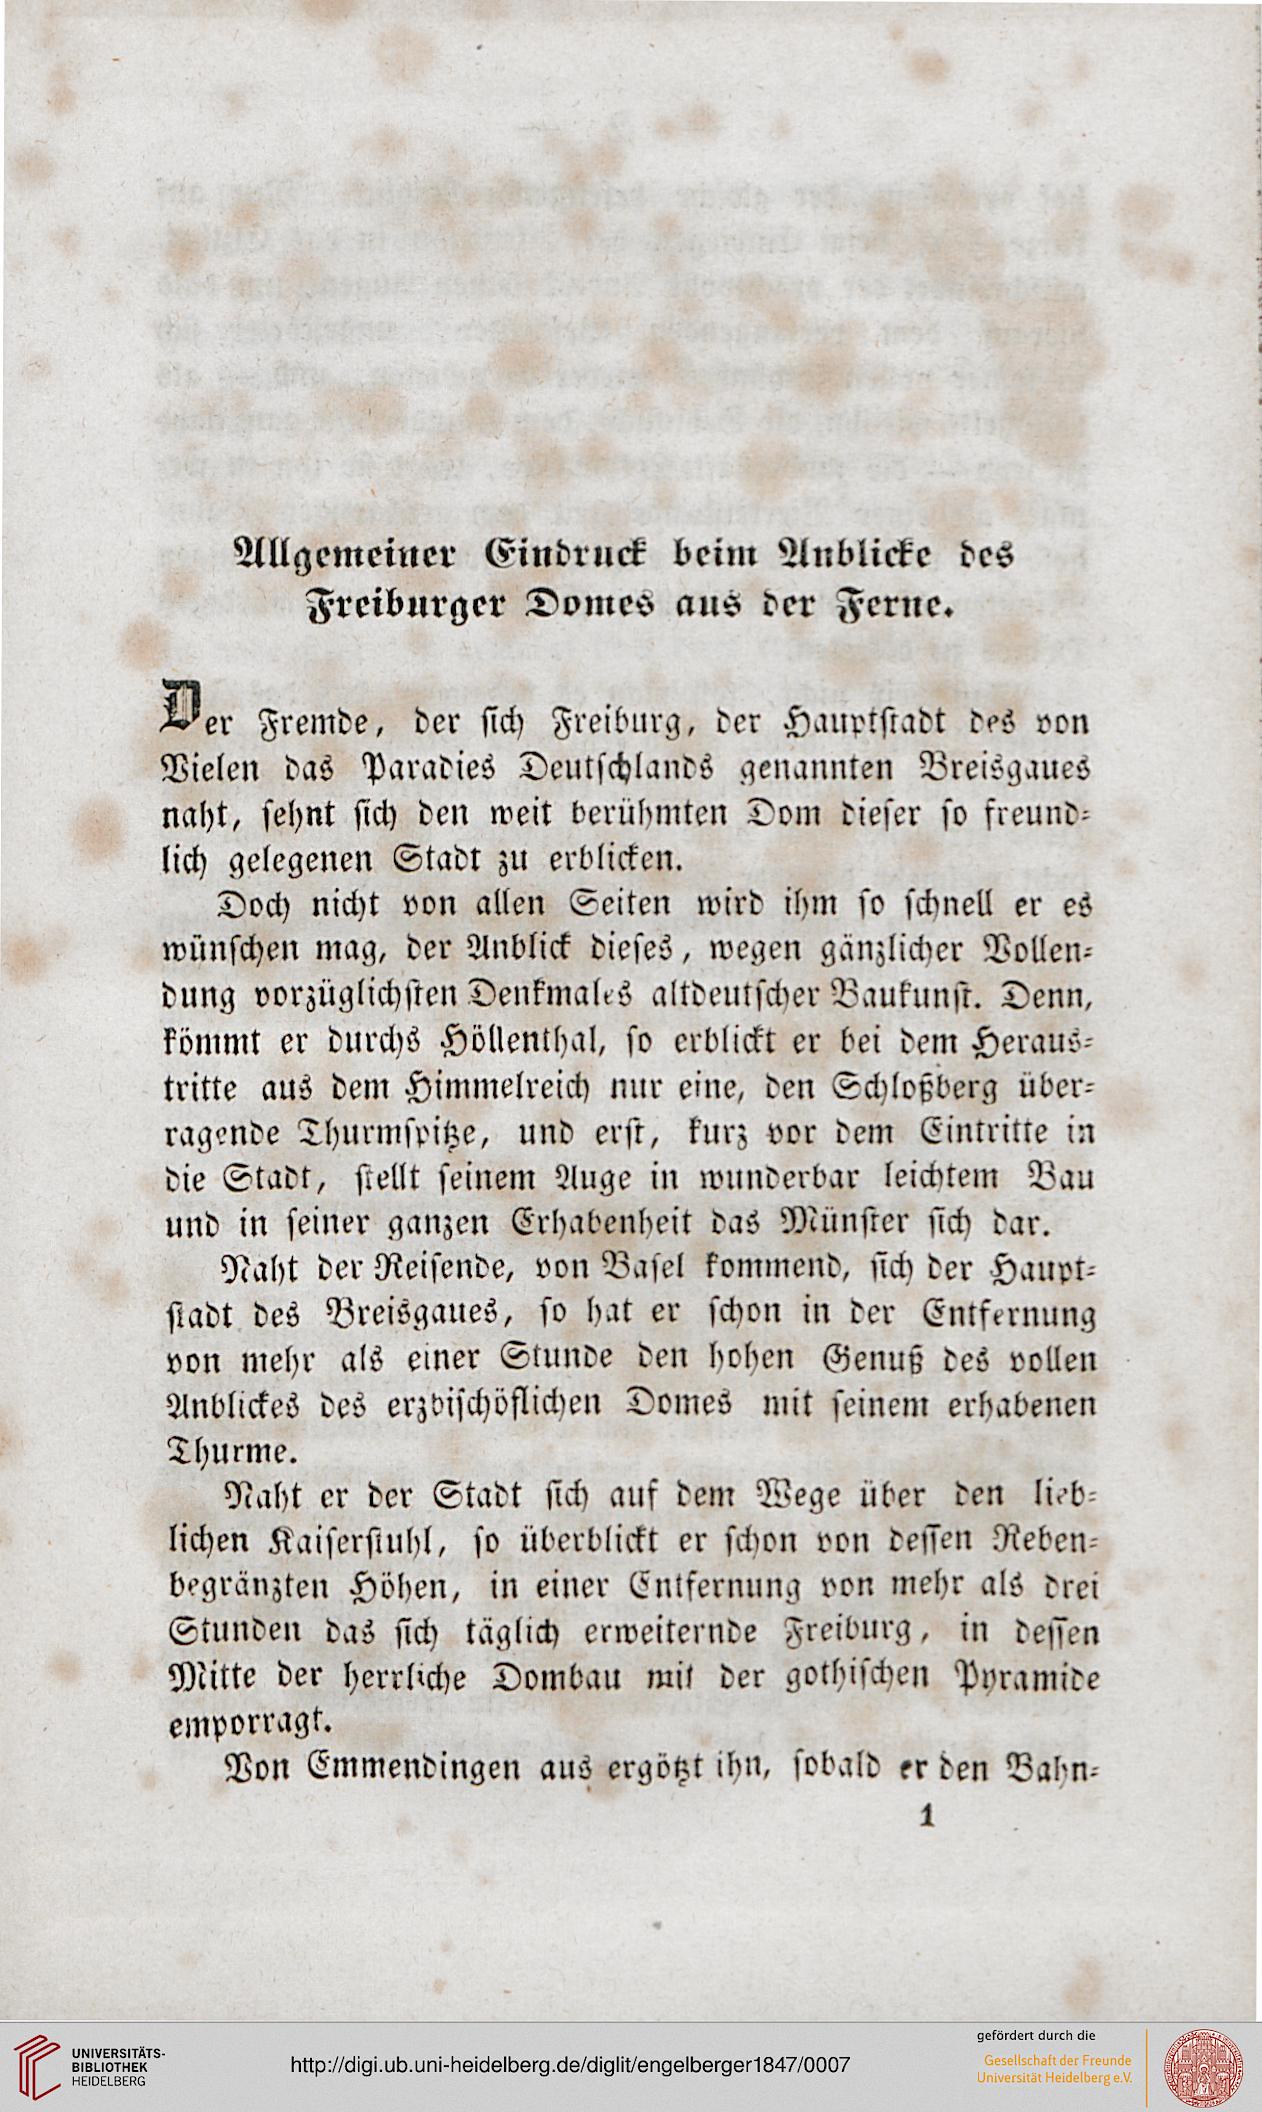 Allgemeiner Eindruck beim Anblicke des
Freiburger Domes aus der Ferne.
Der Fremde, der sich Freiburg, der Hauptstadt des von
Vielen das Paradies Deutschlands genannten Breisgaues
naht, sehnt sich den weit berühmten Dom dieser so freund-
lich gelegenen Stadt zu erblicken.
Doch nicht von allen Seiten wird ihm so schnell er es
wünschen mag, der Anblick dieses, wegen gänzlicher Vollen-
dung vorzüglichsten Denkmales altdeutscher Baukunst. Denn,
kömmt er durchs Höllenthal, so erblickt er bei dem Heraus-
tritte aus dem Himmelreich nur eine, den Schloßberg über-
ragende Thurmspitze, und erst, kurz vor dem Eintritte in
die Stadt, stellt seinem Auge in wunderbar leichtem Bau
und in seiner ganzen Erhabenheit das Münster sich dar.
Naht der Reisende, von Basel kommend, sich der Haupt-
stadt des Breisgaues, so hat er schon in der Entfernung
von mehr als einer Stunde den hohen Genuß des vollen
Anblickes des erzbischöflichen Domes mit seinem erhabenen
Thurme.
Naht er der Stadt sich auf dem Wege über den lieb-
lichen Kaiserstuhl, so überblickt er schon von dessen Reben-
begränzten Höhen, in einer Entfernung von mehr als drei
Stunden das sich täglich erweiternde Freiburg, in dessen
Mitte der herrliche Dombau mit der gothischen Pyramide
emporragt.
Von Emmendingen aus ergötzt ihn, sobald er den Bahn-
1
UNIVERSITÄTS-
BIBLIOTHEK
HEIDELBERG
http://digi.ub.uni-heidelberg.de/diglit/engelberger1847/0007
gefördert durch die
Gesellschaft der Freunde
Universität Heidelberg e.V.